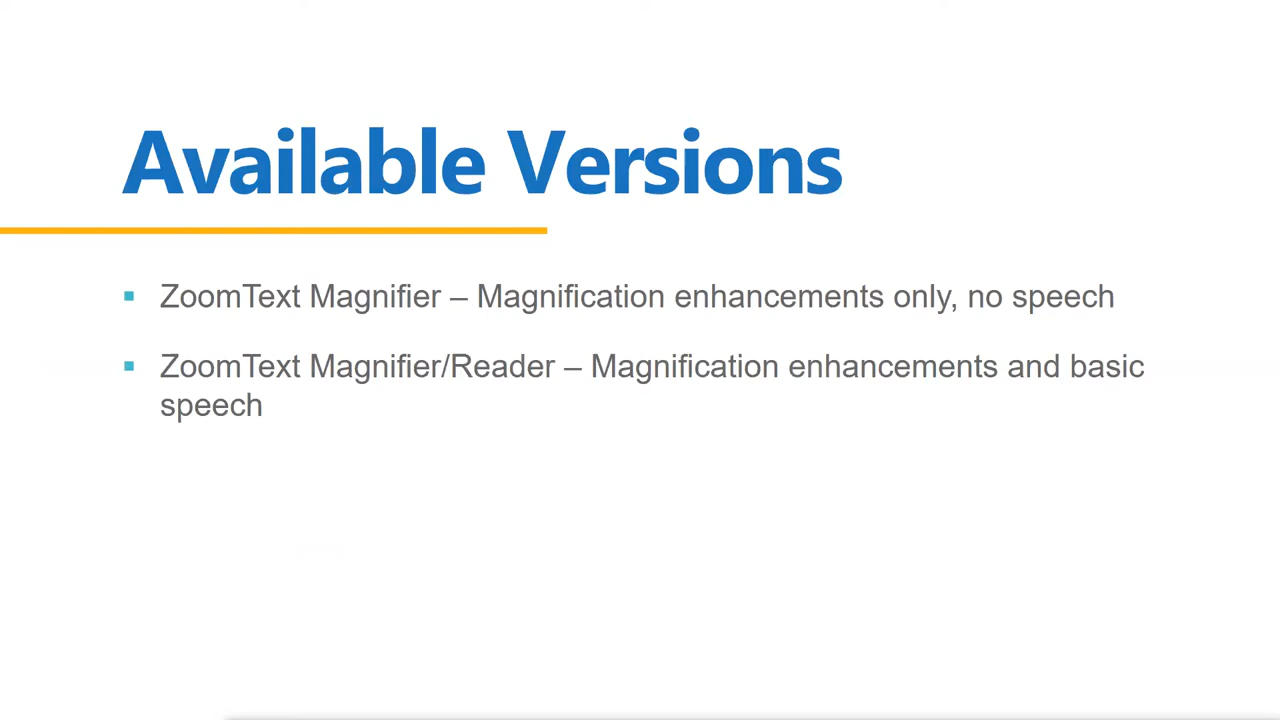 Available Versions
▪ ZoomText Magnifier – Magnification enhancements only, no speech
▪ ZoomText Magnifier/Reader – Magnification enhancements and basic
speech